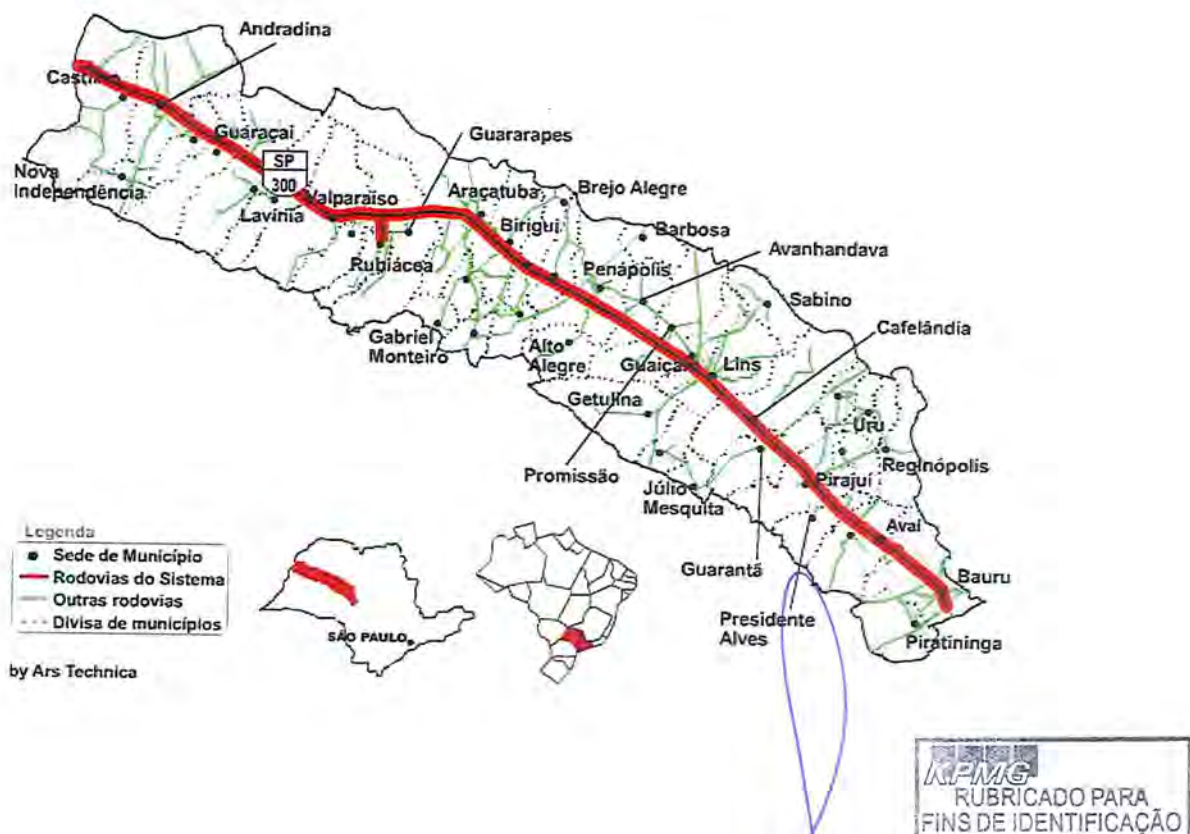 Andradina
Castilho
Guaraçai
Guararapes
SP
300
Nova
Independência
Lavínia
Valparaíso
Araçatuba
Brejo Alegre
Birigui
Barbosa
Rubiácea
Penápolis
Avanhandava
Sabino
Gabriel
Monteiro
Alto
Alegre
Cafelândia
Guaiçara
Lins
Getulina
Uru
Promissão
Reginópolis
Júlio
Mesquita
Pirajuí
Avaí
Guarantã
Bauru
Presidente
Alves
Piratininga
Legenda
Sede de Município
Rodovias do Sistema
Outras rodovias
Divisa de municípios
SÃO PAULO
by Ars Technica
KPMG
RUBRICADO PARA
FINS DE IDENTIFICAÇÃO